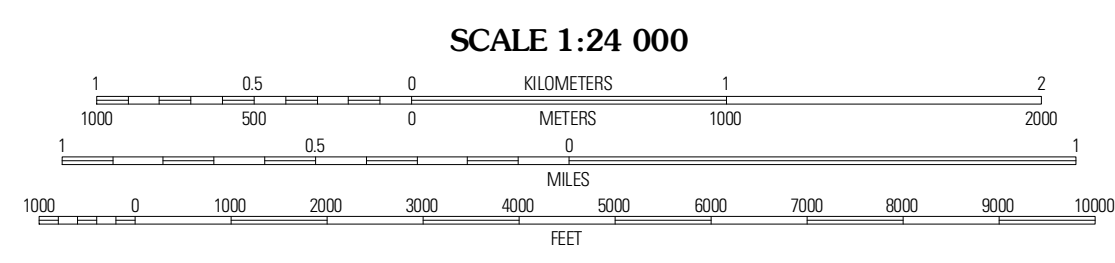 SCALE 1:24 000
1 0.5 0 KILOMETERS 1 2
1000 500 0 METERS 1000 2000
1 0.5 0 1
MILES
1000 0 1000 2000 3000 4000 5000 6000 7000 8000 9000 10000
FEET